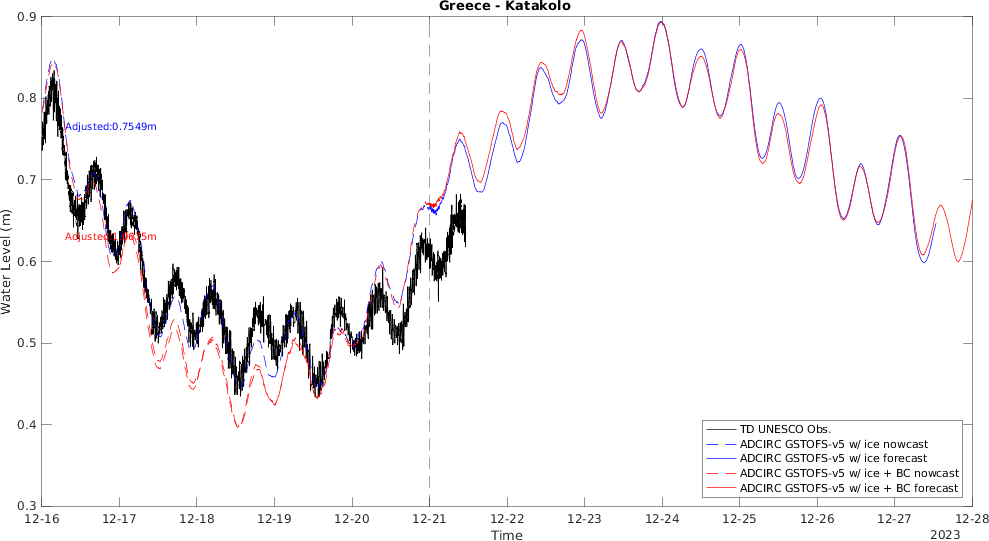 Greece - Katakolo
Water Level (m)
0.9
0.8
0.7
0.6
0.5
0.4
0.3
Adjusted:0.7549m
Adjusted
TD UNESCO Obs.
ADCIRC GSTOFS-v5 w/ ice nowcast
ADCIRC GSTOFS-v5 w/ ice forecast
ADCIRC GSTOFS-v5 w/ ice + BC nowcast
ADCIRC GSTOFS-v5 w/ ice + BC forecast
12-16 12-17 12-18 12-19 12-20 12-21 12-22 12-23 12-24 12-25 12-26 12-27 12-28
Time
2023